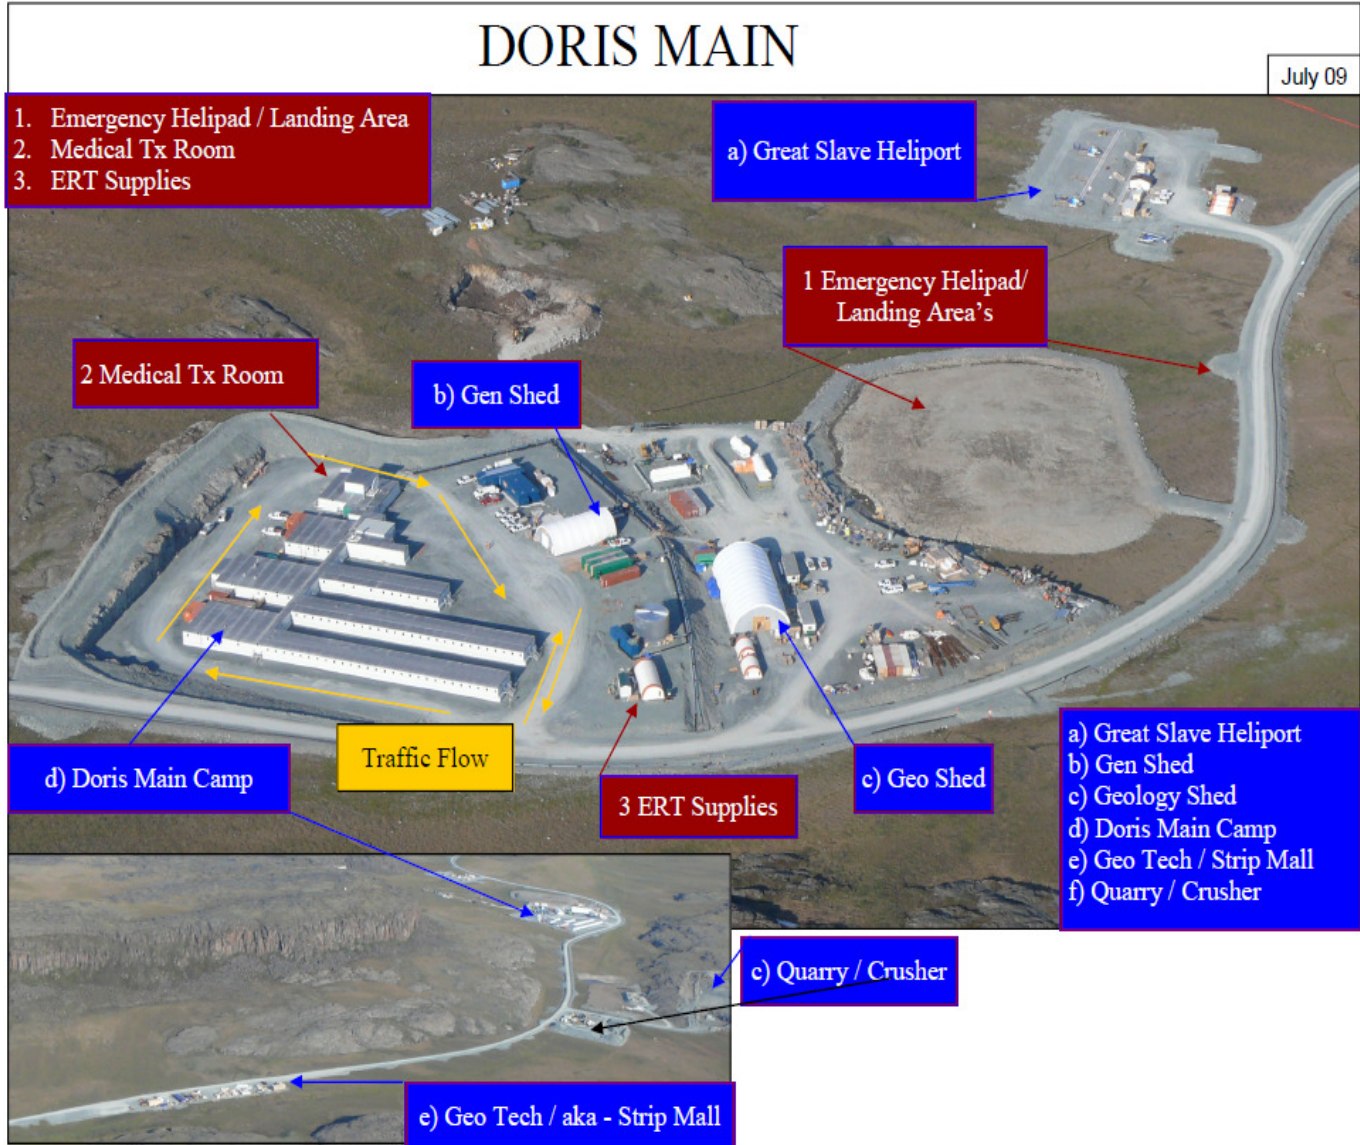 DORIS MAIN
July 09
1. Emergency Helipad / Landing Area
2. Medical Tx Room
3. ERT Supplies
a) Great Slave Heliport
1 Emergency Helipad/
Landing Area's
2 Medical Tx Room
b) Gen Shed
d) Doris Main Camp
Traffic Flow
3 ERT Supplies
c) Geo Shed
a) Great Slave Heliport
b) Gen Shed
c) Geology Shed
d) Doris Main Camp
e) Geo Tech / Strip Mall
f) Quarry / Crusher
c) Quarry / Crusher
e) Geo Tech / aka - Strip Mall